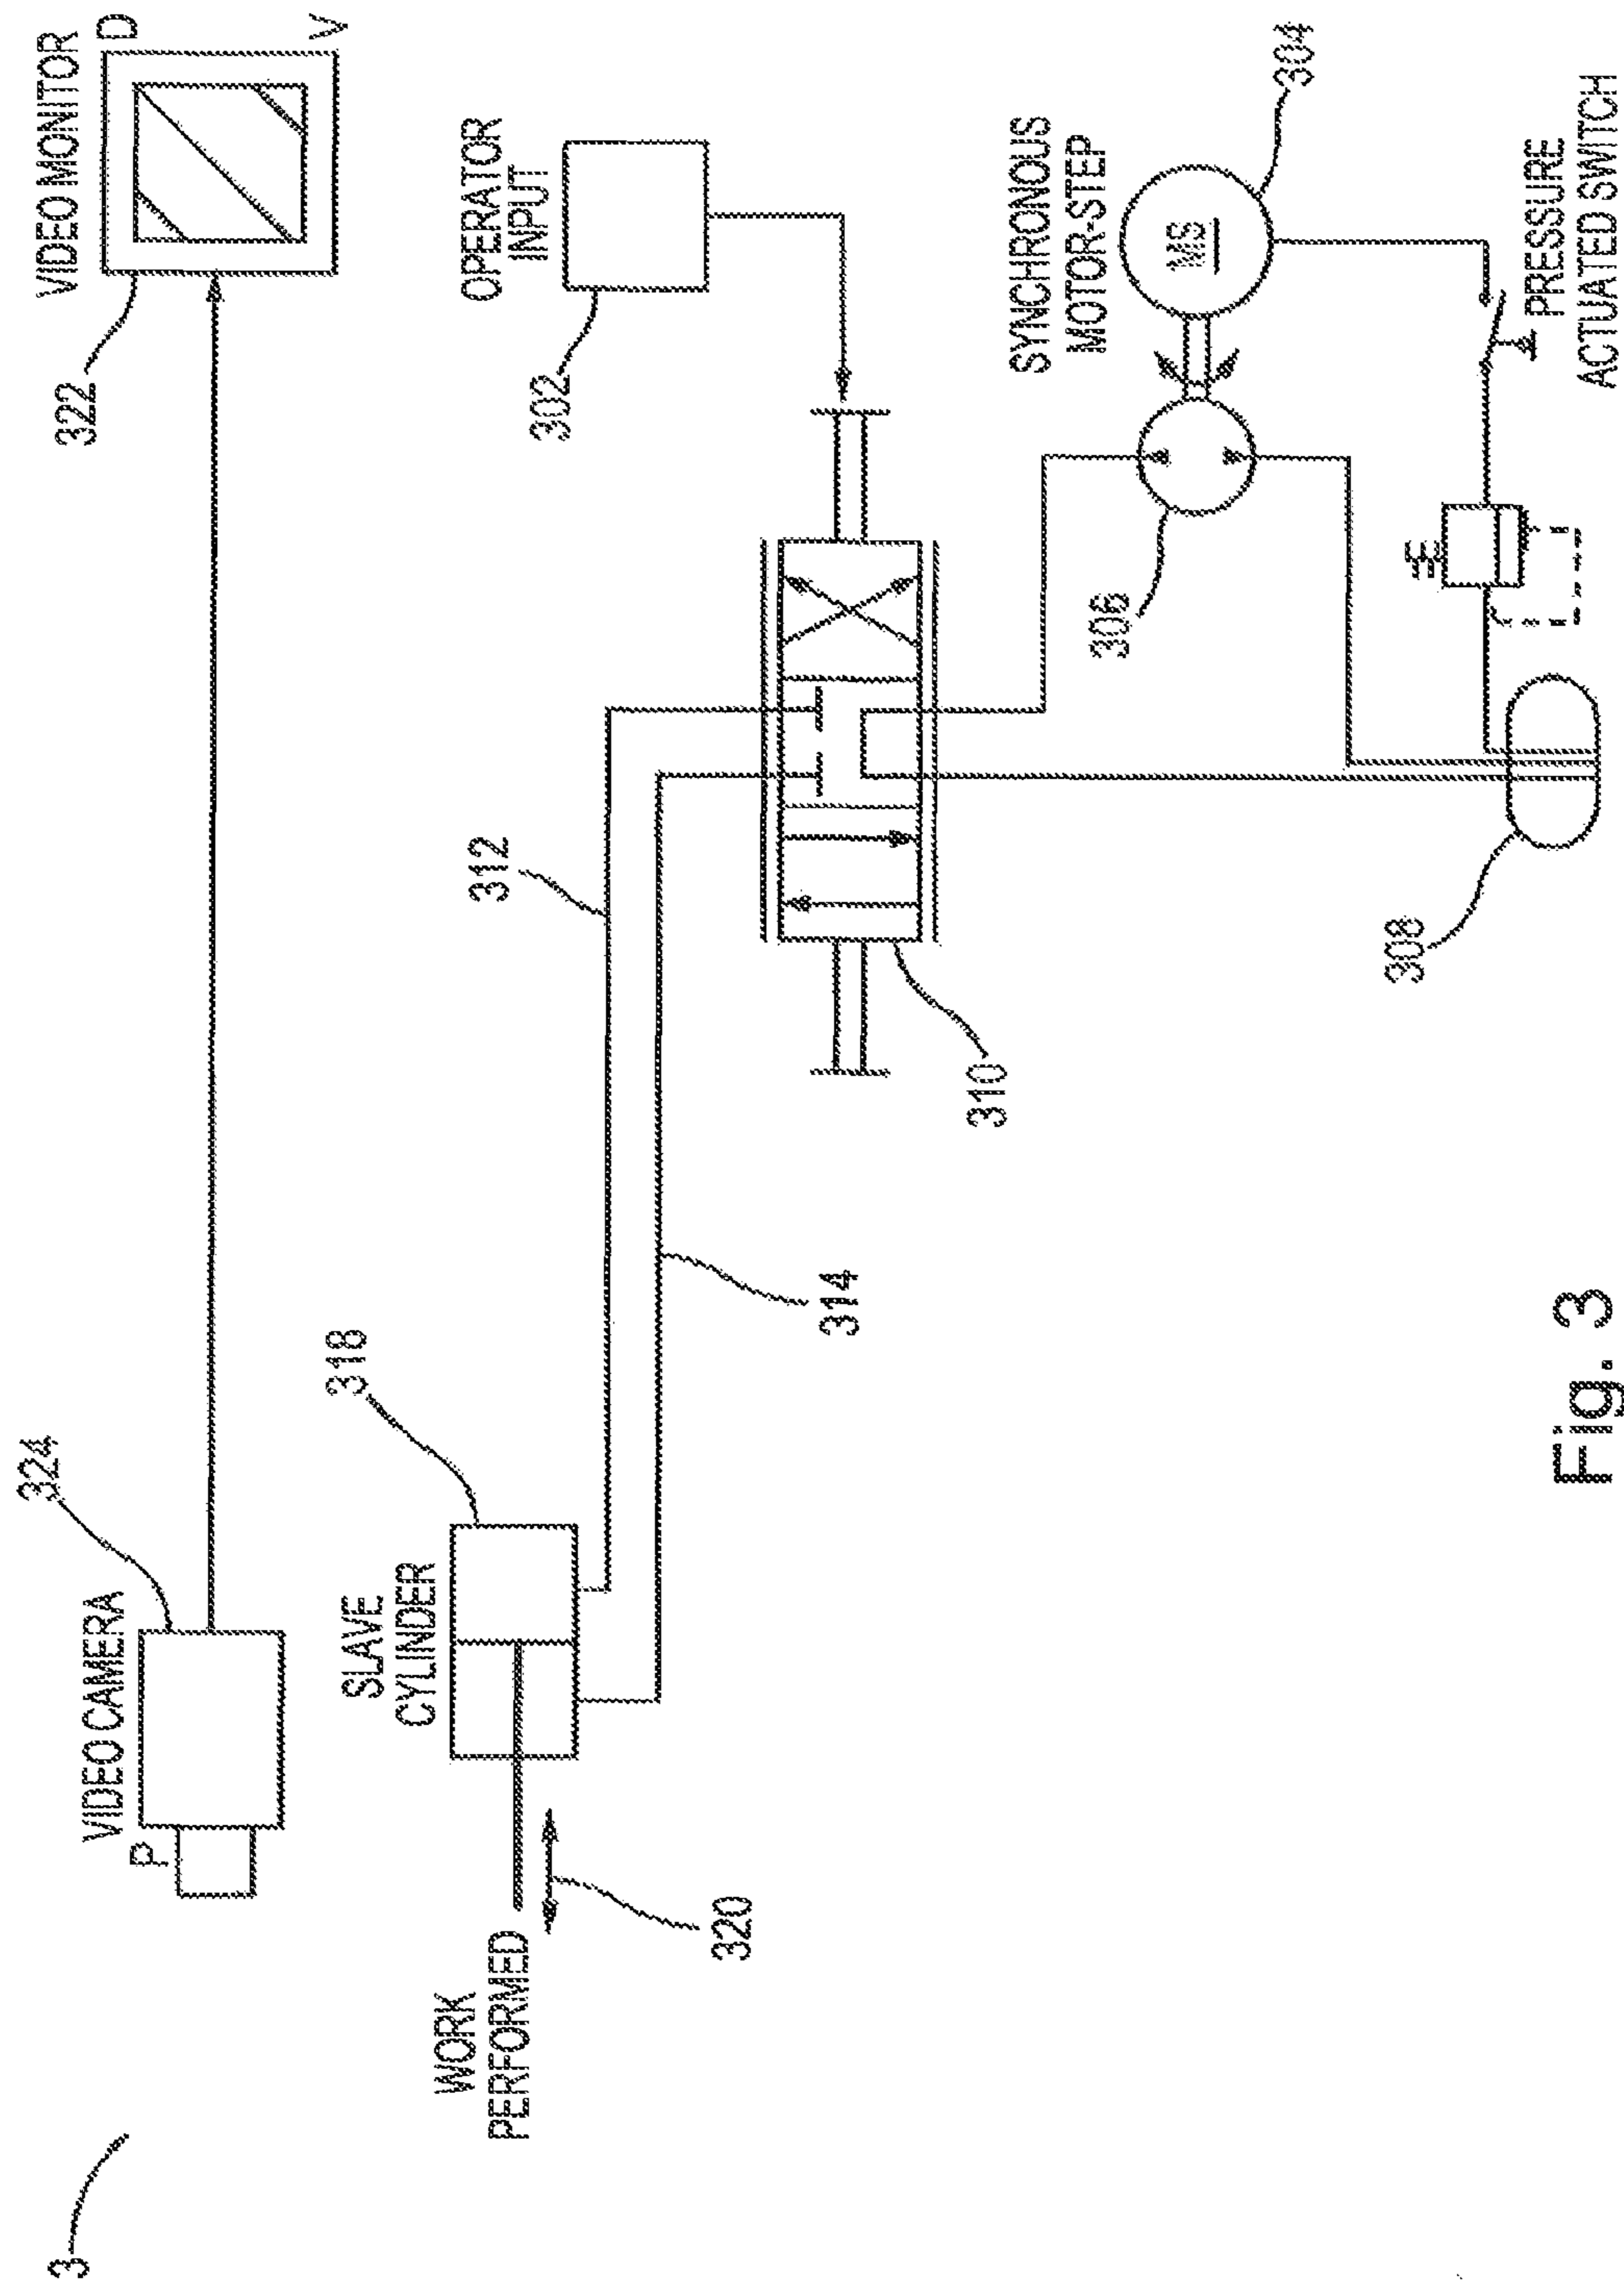 3
324
VIDEO CAMERA
P
VIDEO MONITOR
D
V
322
318
SLAVE
CYLINDER
WORK
PERFORMED
320
312
314
OPERATOR
INPUT
302
310
SYNCHRONOUS
MOTOR-STEP
MS
304
306
308
PRESSURE
ACTUATED SWITCH
Fig. 3